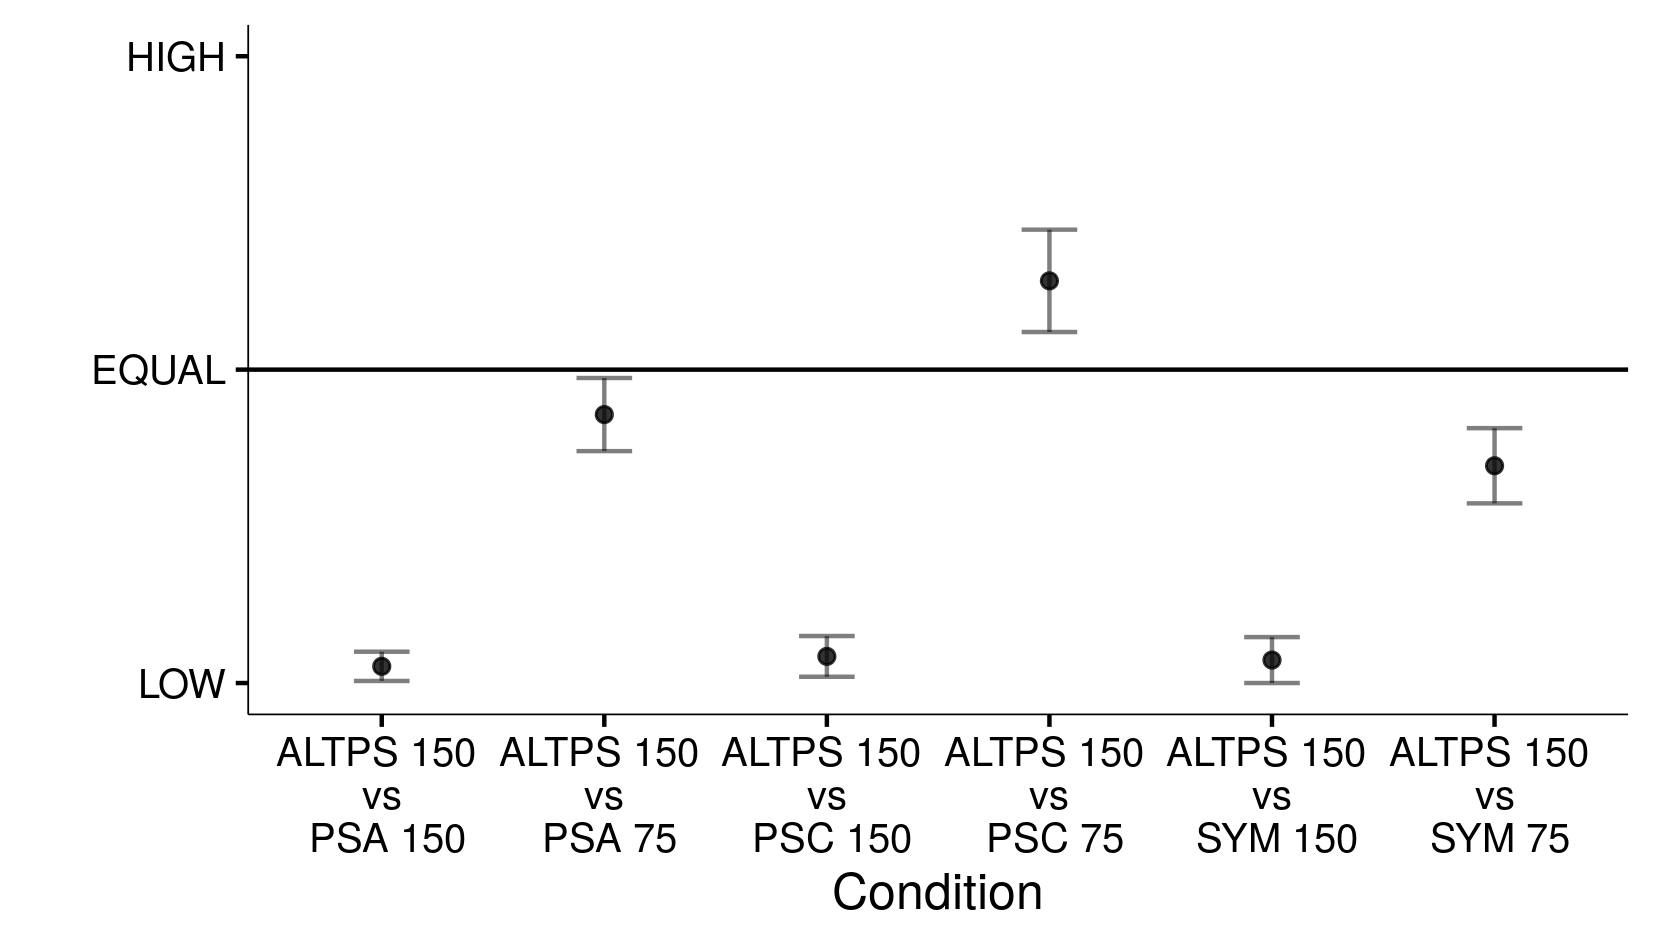 HIGH
EQUAL
LOW
ALTPS 150 ALTPS 150 ALTPS 150 ALTPS 150 ALTPS 150 ALTPS 150
vs vs vs vs vs vs
PSA 150 PSA 75 PSC 150 PSC 75 SYM 150 SYM 75
Condition